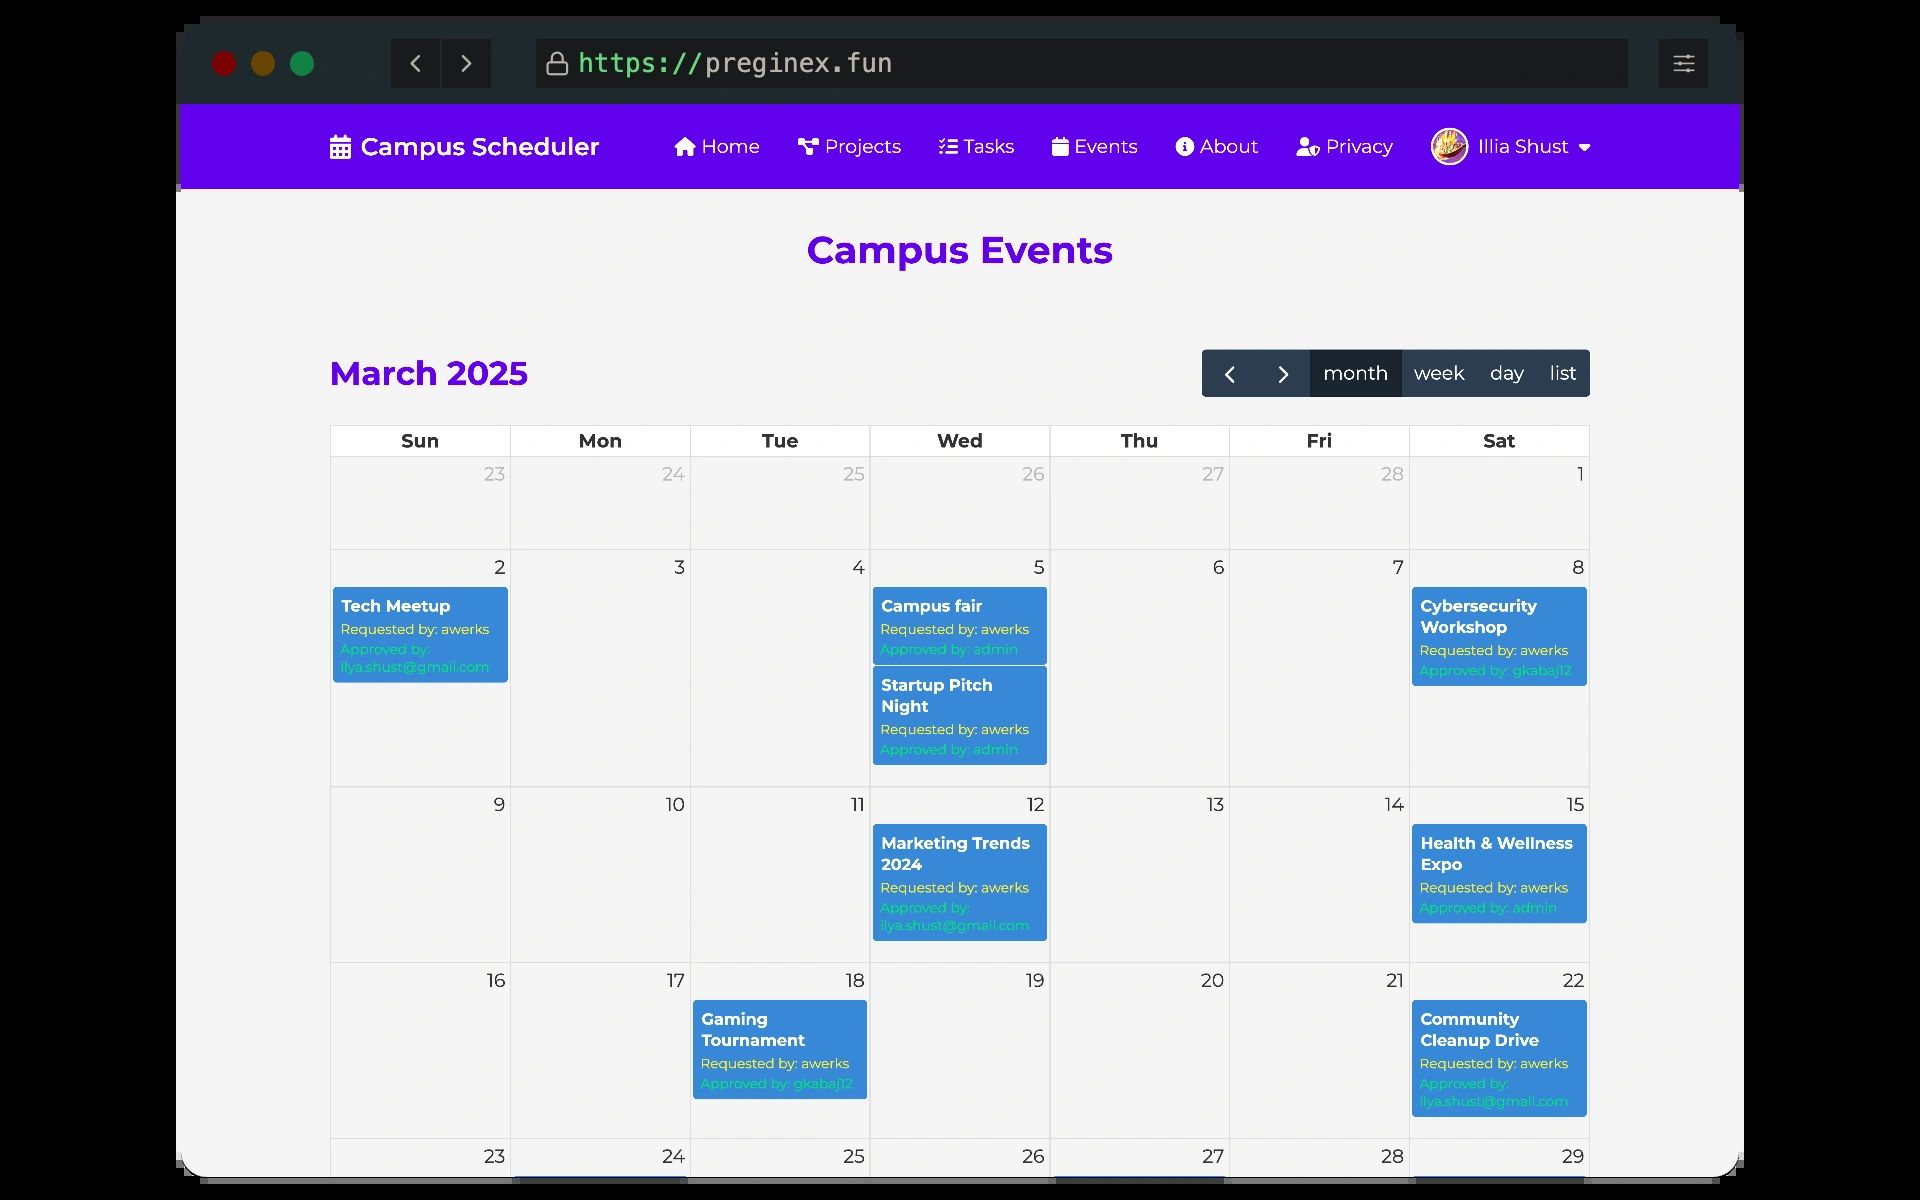 https://preginex.fun
Campus Scheduler Home Projects Tasks Events About Privacy Illia Shust
Campus Events
March 2025 month week day list
Sun Mon Tue Wed Thu Fri Sat
23 24 25 26 27 28 1
2 3 4 5 6 7 8
Tech Meetup
Requested by: awerks
Approved by:
ilya.shust@gmail.com
Campus fair
Requested by: awerks
Approved by: admin
Startup Pitch
Night
Requested by: awerks
Approved by: admin
Cybersecurity
Workshop
Requested by: awerks
Approved by: gkabaj12
9 10 11 12 13 14 15
Marketing Trends
2024
Requested by: awerks
Approved by:
ilya.shust@gmail.com
Health & Wellness
Expo
Requested by: awerks
Approved by: admin
16 17 18 19 20 21 22
Gaming
Tournament
Requested by: awerks
Approved by: gkabaj12
Community
Cleanup Drive
Requested by: awerks
Approved by:
ilya.shust@gmail.com
23 24 25 26 27 28 29